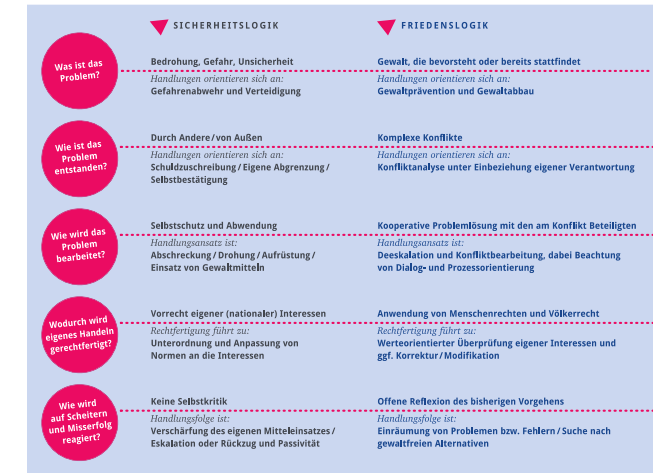 SICHERHEITSLOGIK
FRIEDENSLOGIK
Was ist das
Problem?
Bedrohung, Gefahr, Unsicherheit
Handlungen orientieren sich an:
Gefahrenabwehr und Verteidigung
Gewalt, die bevorsteht oder bereits stattfindet
Handlungen orientieren sich an:
Gewaltprävention und Gewaltabbau
Wie ist das
Problem
entstanden?
Durch Andere/von Außen
Handlungen orientieren sich an:
Schuldzuschreibung/Eigene Abgrenzung/
Selbstbestätigung
Komplexe Konflikte
Handlungen orientieren sich an:
Konfliktanalyse unter Einbeziehung eigener Verantwortung
Wie wird das
Problem
bearbeitet?
Selbstschutz und Abwendung
Handlungsansatz ist:
Abschreckung/Drohung/Aufrüstung/
Einsatz von Gewaltmitteln
Kooperative Problemlösung mit den am Konflikt Beteiligten
Handlungsansatz ist:
Deeskalation und Konfliktbearbeitung, dabei Beachtung
von Dialog- und Prozessorientierung
Wodurch wird
eigenes Handeln
gerechtfertigt?
Vorrecht eigener (nationaler) Interessen
Rechtfertigung führt zu:
Unterordnung und Anpassung von
Normen an die Interessen
Anwendung von Menschenrechten und Völkerrecht
Rechtfertigung führt zu:
Werteorientierter Überprüfung eigener Interessen und
ggf. Korrektur/Modifikation
Wie wird
auf Scheitern
und Misserfolg
reagiert?
Keine Selbstkritik
Handlungsfolge ist:
Verschärfung des eigenen Mitteleinsatzes/
Eskalation oder Rückzug und Passivität
Offene Reflexion des bisherigen Vorgehens
Handlungsfolge ist:
Einräumung von Problemen bzw. Fehlern/Suche nach
gewaltfreien Alternativen